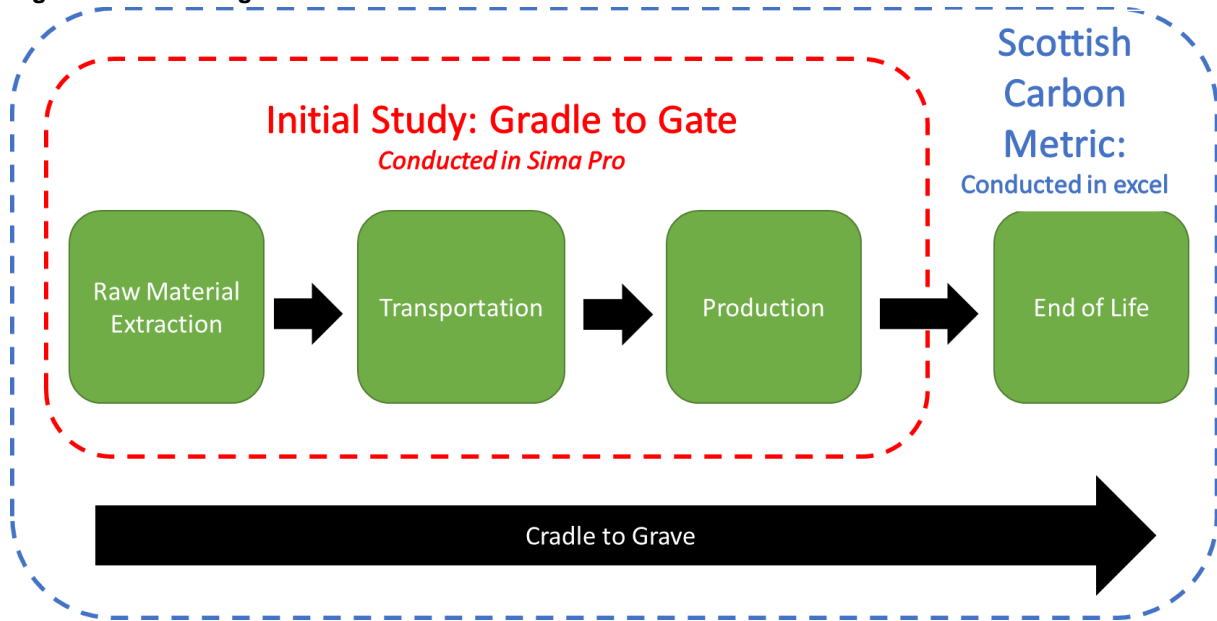 Scottish
Carbon
Metric:
Conducted in excel
Initial Study: Gradle to Gate
Conducted in Sima Pro
Raw Material
Extraction
Transportation
Production
End of Life
Cradle to Grave